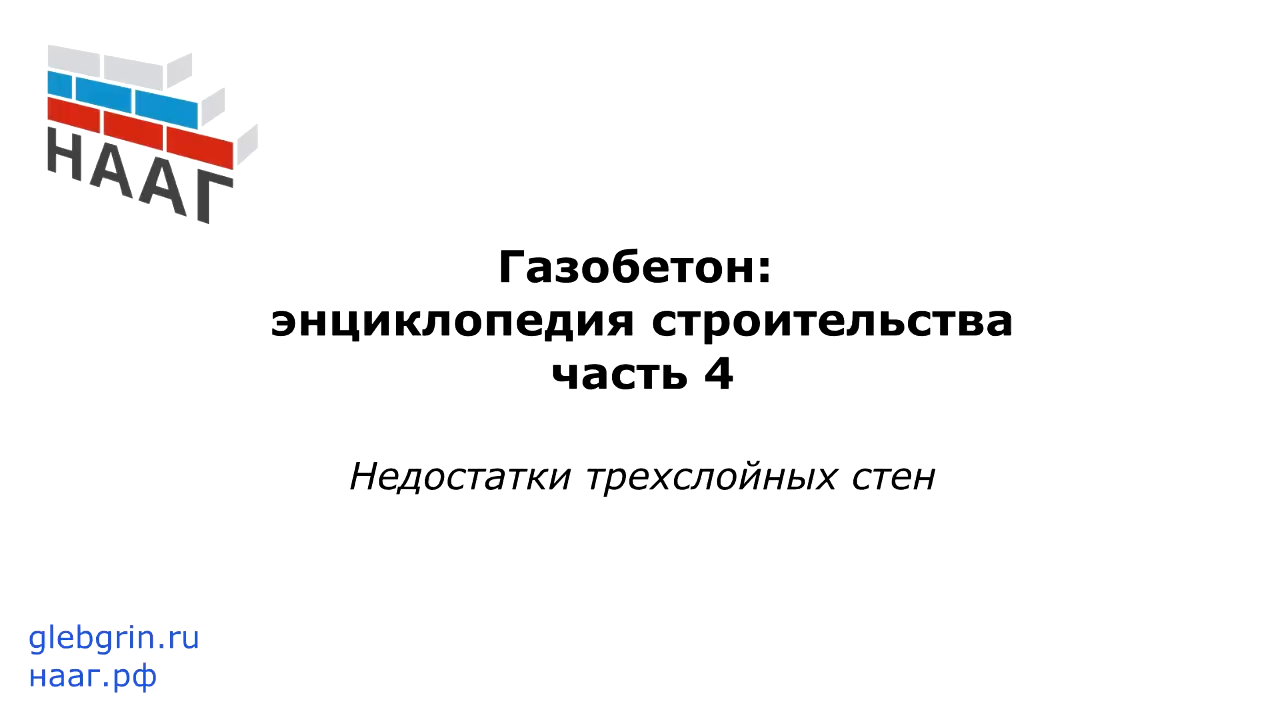 НААГ
Газобетон:
энциклопедия строительства
часть 4
Недостатки трехслойных стен
glebgrin.ru
нааг.рф